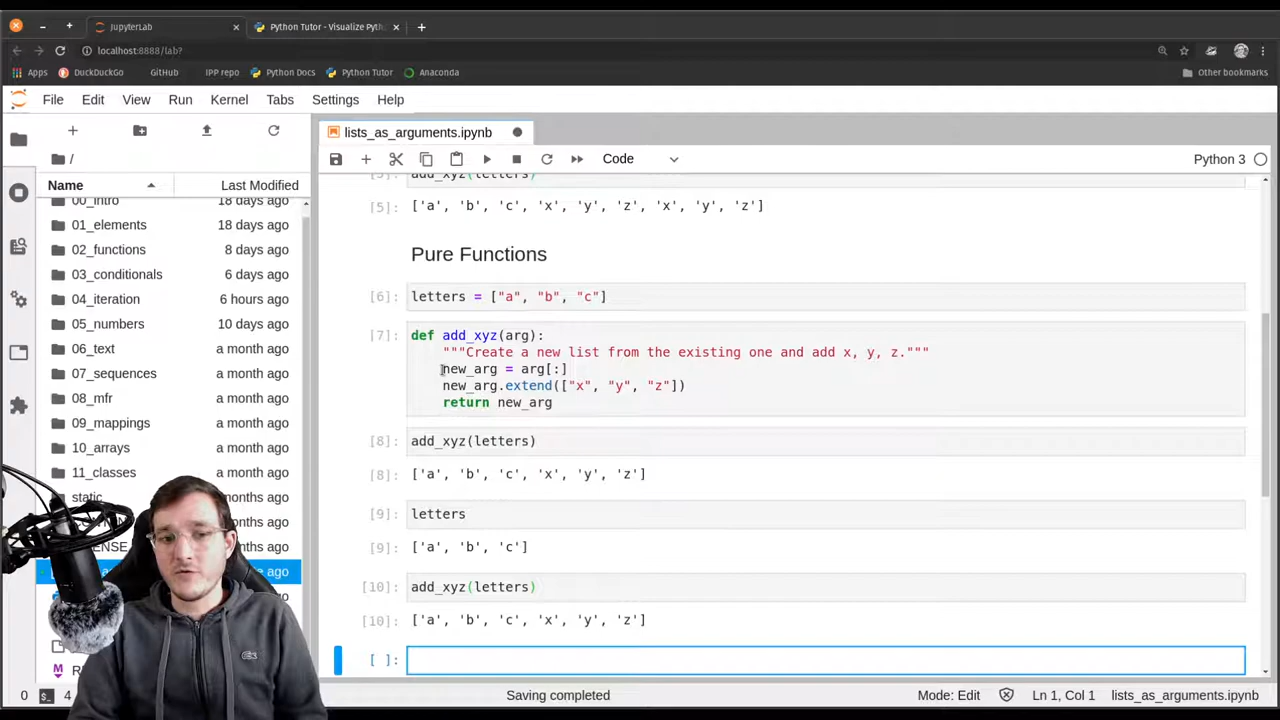 JupyterLab
Python Tutor - Visualize Pyth
localhost:8888/lab?
Apps DuckDuckGo GitHub IPP repo Python Docs Python Tutor Anaconda Other bookmarks
File Edit View Run Kernel Tabs Settings Help
lists_as_arguments.ipynb
/
Code
Python 3
Name Last Modified
00_intro 18 days ago
01_elements 18 days ago
02_functions 8 days ago
03_conditionals 6 days ago
04_iteration 6 hours ago
05_numbers 10 days ago
06_text a month ago
07_sequences a month ago
08_mfr a month ago
09_mappings a month ago
10_arrays a month ago
11_classes a month ago
static months ago
ago
ENSE ago
ago
add_xyz(letters)
[5]: ['a', 'b', 'c', 'x', 'y', 'z', 'x', 'y', 'z']
Pure Functions
[6]: letters = ["a", "b", "c"]
[7]: def add_xyz(arg):
"""Create a new list from the existing one and add x, y, z."""
new_arg = arg[:]
new_arg.extend(["x", "y", "z"])
return new_arg
[8]: add_xyz(letters)
[8]: ['a', 'b', 'c', 'x', 'y', 'z']
[9]: letters
[9]: ['a', 'b', 'c']
[10]: add_xyz(letters)
[10]: ['a', 'b', 'c', 'x', 'y', 'z']
[ ]:
0 4 Saving completed Mode: Edit Ln 1, Col 1 lists_as_arguments.ipynb